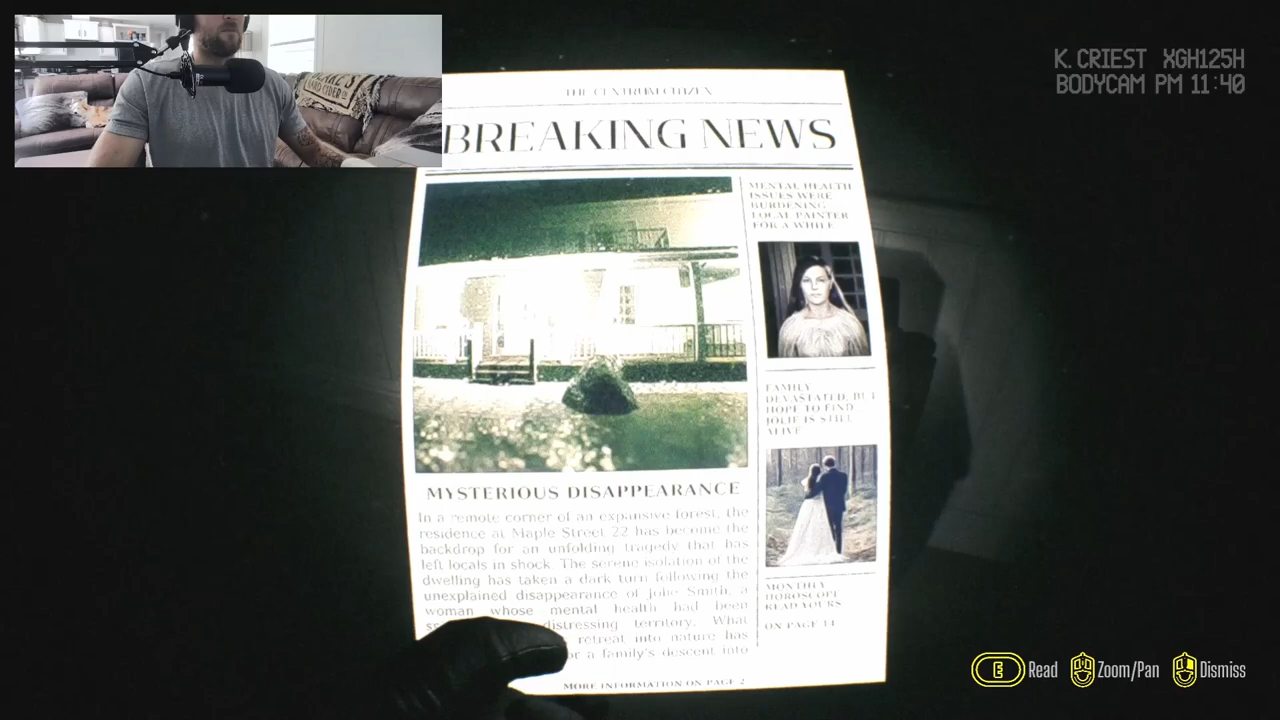 K. CRIEST XGH125H
BODYCAM PM 11:40
HARD CIDER
BREAKING NEWS
MENTAL HEALTH
ISSUES WERE
BURDENING
LOCAL PAINTER
FOR A WHILE
FAMILY
DEVASTATED, BUT
HOPE TO FIND
JOLIE IS STILL
ALIVE
MYSTERIOUS DISAPPEARANCE
In a remote corner of an expansive forest, the
residence at Maple Street 22 has become the
backdrop for an unfolding tragedy that has
left locals in shock. The serene isolation of the
dwelling has taken a dark turn following the
unexplained disappearance of Jolie Smith, a
woman whose mental health had been
distressing territory. What
retreat into nature has
or a family's descent into
MORE INFORMATION ON PAGE 2
MONTHLY
HOROSCOPE
READ YOURS
ON PAGE 14
E Read Zoom/Pan Dismiss